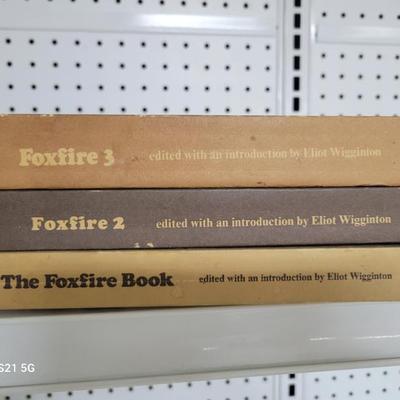 Foxfire 3 edited with an introduction by Eliot Wigginton
Foxfire 2 edited with an introduction by Eliot Wigginton
The Foxfire Book edited with an introduction by Eliot Wigginton
S21 5G